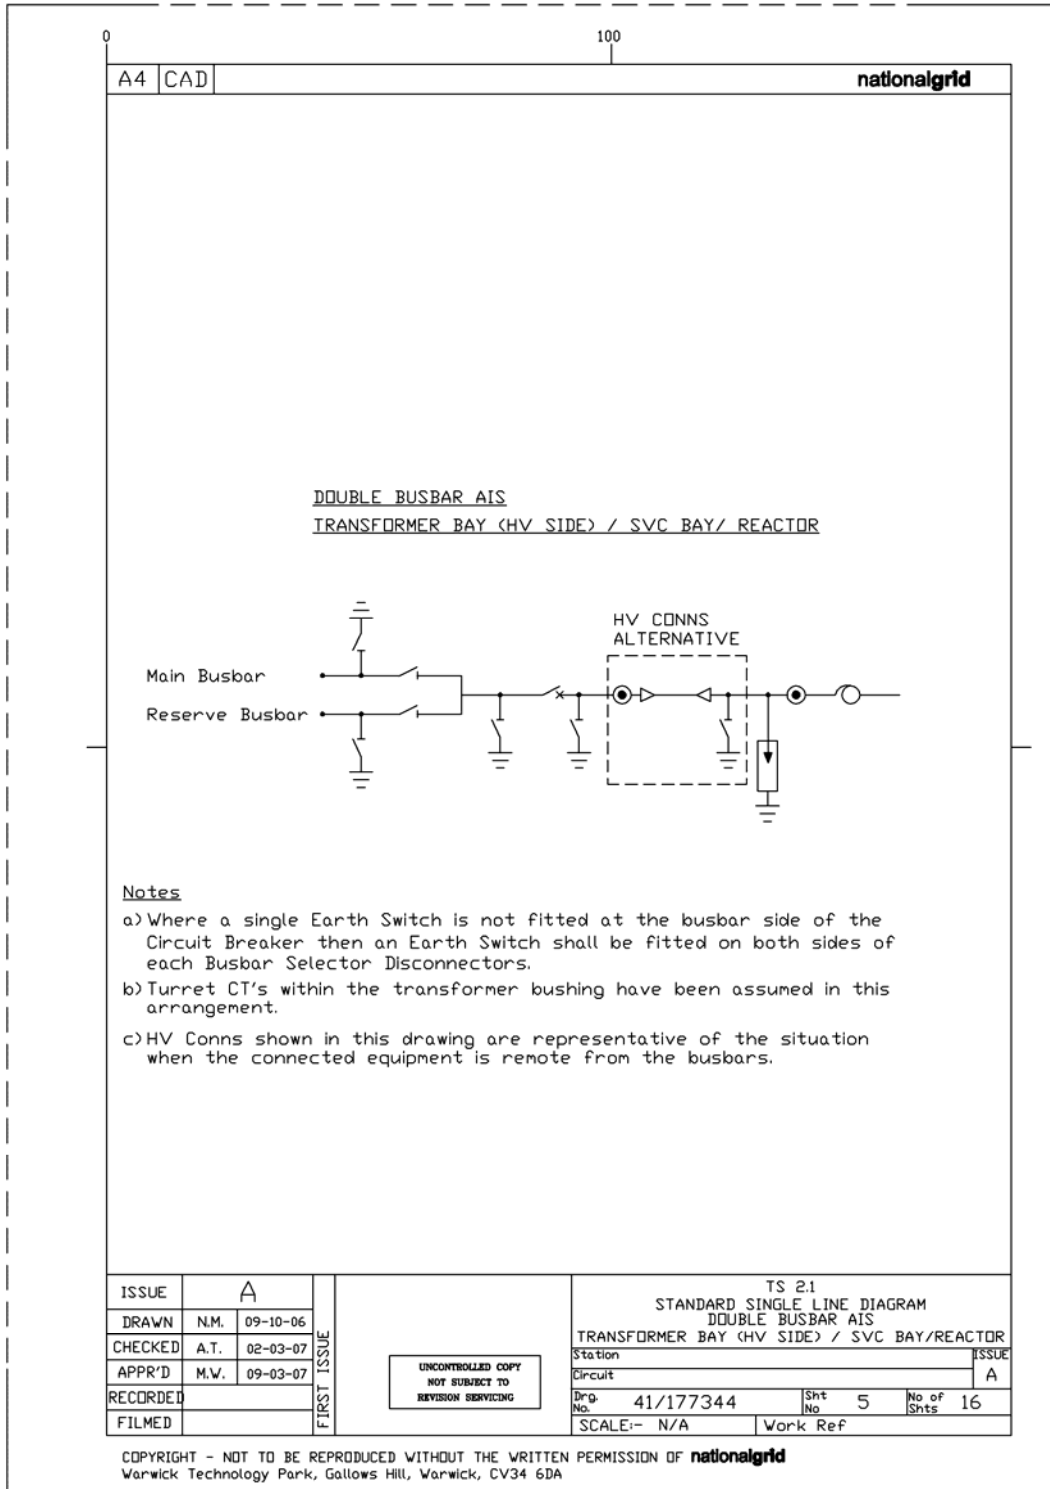 0
100
A4 CAD nationalgrid
DOUBLE BUSBAR AIS
TRANSFORMER BAY (HV SIDE) / SVC BAY/ REACTOR
HV CONNS
ALTERNATIVE
Main Busbar
Reserve Busbar
Notes
a) Where a single Earth Switch is not fitted at the busbar side of the
Circuit Breaker then an Earth Switch shall be fitted on both sides of
each Busbar Selector Disconnectors.
b) Turret CT's within the transformer bushing have been assumed in this
arrangement.
c) HV Conns shown in this drawing are representative of the situation
when the connected equipment is remote from the busbars.
ISSUE A
DRAWN N.M. 09-10-06
CHECKED A.T. 02-03-07
APPR'D M.W. 09-03-07
RECORDED
FILMED
FIRST ISSUE
UNCONTROLLED COPY
NOT SUBJECT TO
REVISION SERVICING
TS 2.1
STANDARD SINGLE LINE DIAGRAM
DOUBLE BUSBAR AIS
TRANSFORMER BAY (HV SIDE) / SVC BAY/REACTOR
Station ISSUE
Circuit A
Drg. No. 41/177344 Sht No 5 No of Shts 16
SCALE:- N/A Work Ref
COPYRIGHT - NOT TO BE REPRODUCED WITHOUT THE WRITTEN PERMISSION OF nationalgrid
Warwick Technology Park, Gallows Hill, Warwick, CV34 6DA